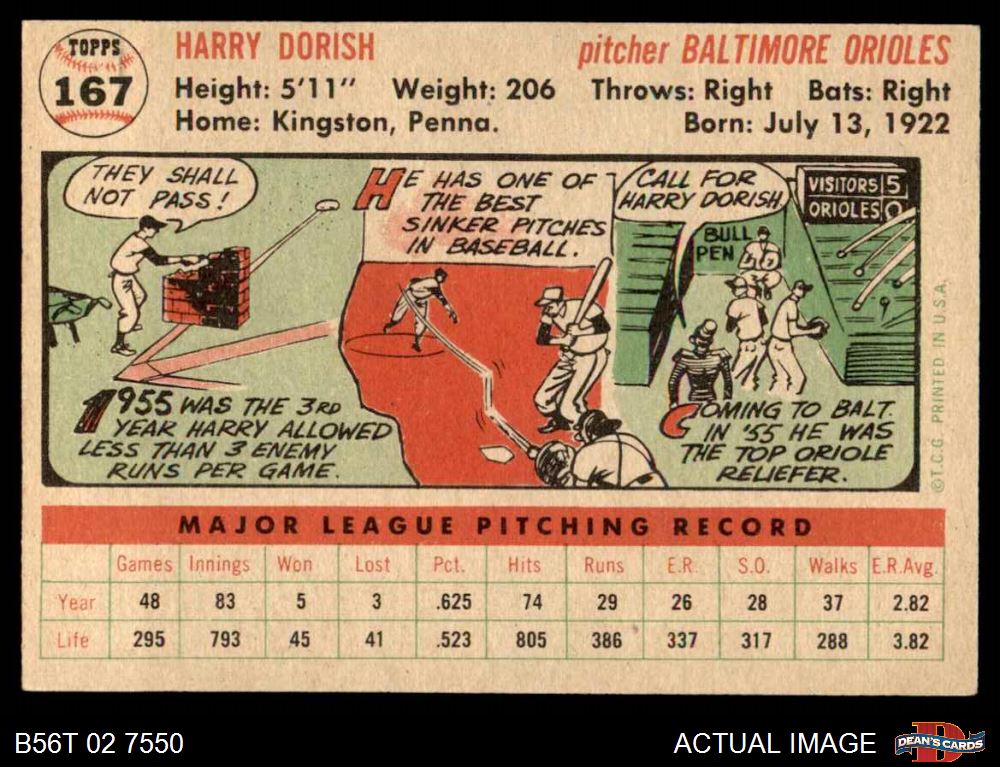 TOPPS
167
HARRY DORISH
pitcher BALTIMORE ORIOLES
Height: 5'11" Weight: 206 Throws: Right Bats: Right
Home: Kingston, Penna. Born: July 13, 1922
THEY SHALL
NOT PASS!
1955 WAS THE 3RD
YEAR HARRY ALLOWED
LESS THAN 3 ENEMY
RUNS PER GAME.
HE HAS ONE OF
THE BEST
SINKER PITCHES
IN BASEBALL.
CALL FOR
HARRY DORISH
BULL
PEN
VISITORS 5
ORIOLES 0
COMING TO BALT.
IN '55 HE WAS
THE TOP ORIOLE
RELIEFER.
©T.C.G. PRINTED IN U.S.A.
MAJOR LEAGUE PITCHING RECORD
Games Innings Won Lost Pct. Hits Runs E.R. S.O. Walks E.R.Avg.
Year 48 83 5 3 .625 74 29 26 28 37 2.82
Life 295 793 45 41 .523 805 386 337 317 288 3.82
B56T 02 7550
ACTUAL IMAGE
D
DEAN'S CARDS